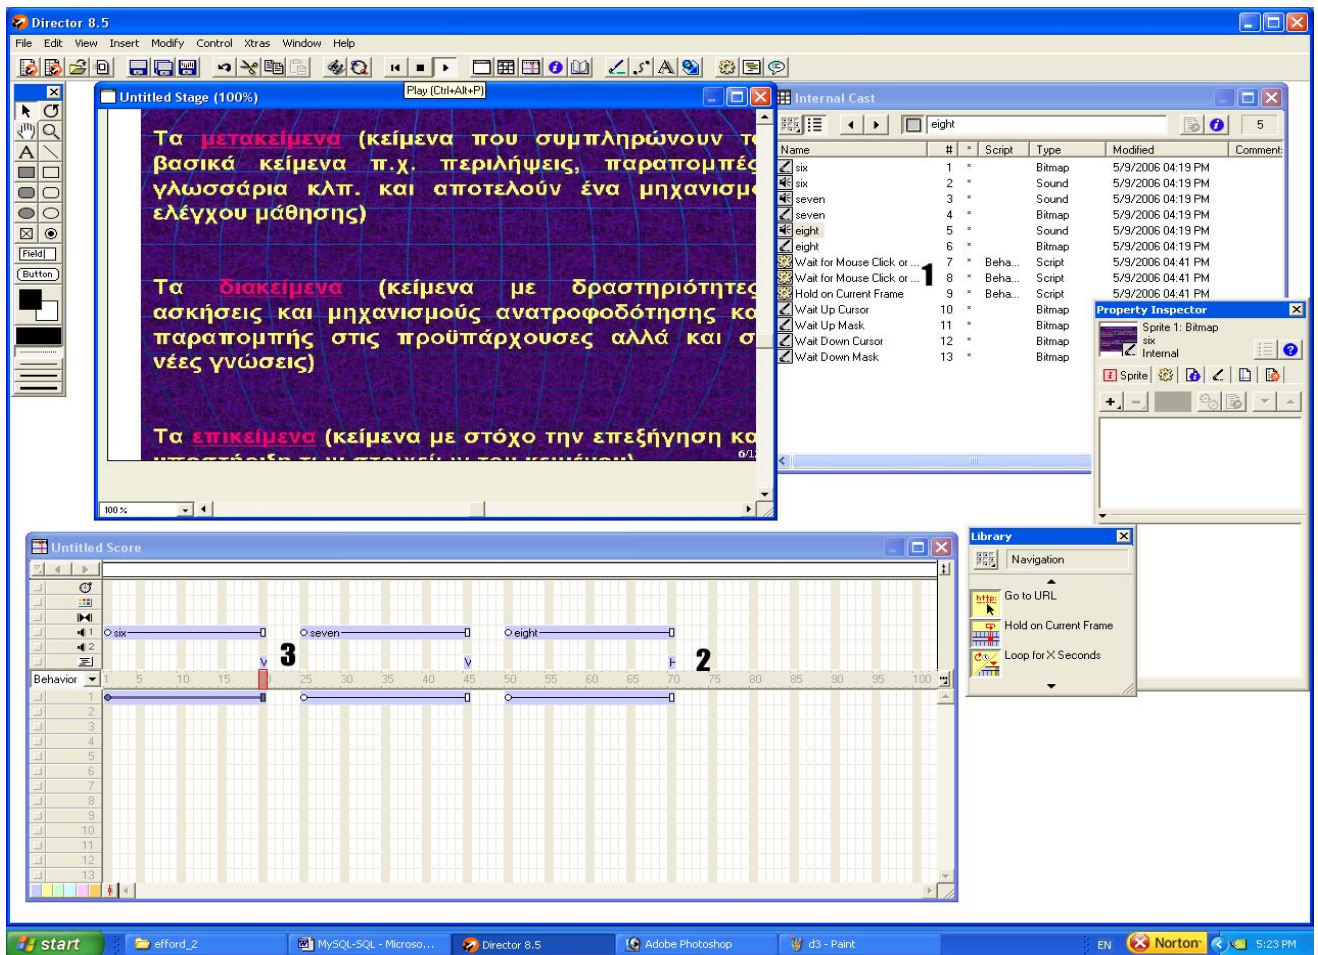 Director 8.5
File Edit View Insert Modify Control Xtras Window Help
Play (Ctrl+Alt+P)
Untitled Stage (100%)
Τα μετακείμενα (κείμενα που συμπληρώνουν τα
βασικά κείμενα π.χ. περιλήψεις, παραπομπές
γλωσσάρια κλπ. και αποτελούν ένα μηχανισμ
ελέγχου μάθησης)
Τα διακείμενα (κείμενα με δραστηριότητες
ασκήσεις και μηχανισμούς ανατροφοδότησης κα
παραπομπής στις προϋπάρχουσες αλλά και σ
νέες γνώσεις)
Τα επικείμενα (κείμενα με στόχο την επεξήγηση κα
6/1
100%
Field
Button
Internal Cast
eight 5
Name # * Script Type Modified Comment:
six 1 * Bitmap 5/9/2006 04:19 PM
six 2 * Sound 5/9/2006 04:19 PM
seven 3 * Sound 5/9/2006 04:19 PM
seven 4 * Bitmap 5/9/2006 04:19 PM
eight 5 * Sound 5/9/2006 04:19 PM
eight 6 * Bitmap 5/9/2006 04:19 PM
Wait for Mouse Click or ... 7 * Beha... Script 5/9/2006 04:41 PM
Wait for Mouse Click or ... 8 * Beha... Script 5/9/2006 04:41 PM
Hold on Current Frame 9 * Beha... Script 5/9/2006 04:41 PM
Wait Up Cursor 10 * Bitmap
Wait Up Mask 11 * Bitmap
Wait Down Cursor 12 * Bitmap
Wait Down Mask 13 * Bitmap
1
Property Inspector
Sprite 1: Bitmap
six
Internal
Sprite
Library
Navigation
http:
Go to URL
Hold on Current Frame
Loop for X Seconds
Untitled Score
1 six seven eight
2
V 3 V H 2
Behavior 1 5 10 15 25 30 35 40 45 50 55 60 65 70 75 80 85 90 95 100
1
2
3
4
5
6
7
8
9
10
11
12
13
start efford_2 MySQL-SQL - Microso... Director 8.5 Adobe Photoshop d3 - Paint EN Norton 5:23 PM